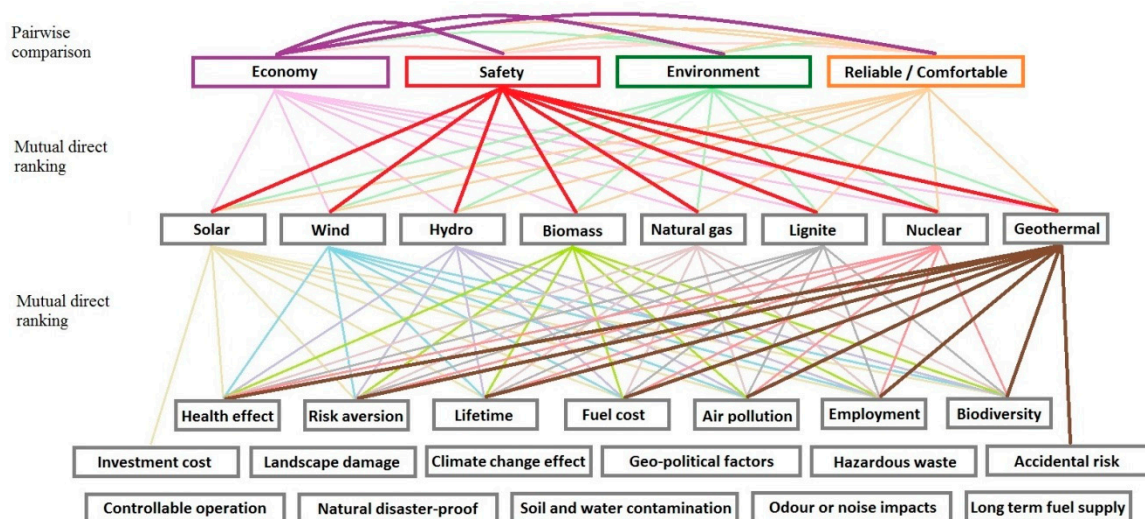 Pairwise
comparison
Economy
Safety
Environment
Reliable / Comfortable
Mutual direct
ranking
Solar
Wind
Hydro
Biomass
Natural gas
Lignite
Nuclear
Geothermal
Mutual direct
ranking
Health effect
Risk aversion
Lifetime
Fuel cost
Air pollution
Employment
Biodiversity
Investment cost
Landscape damage
Climate change effect
Geo-political factors
Hazardous waste
Accidental risk
Controllable operation
Natural disaster-proof
Soil and water contamination
Odour or noise impacts
Long term fuel supply